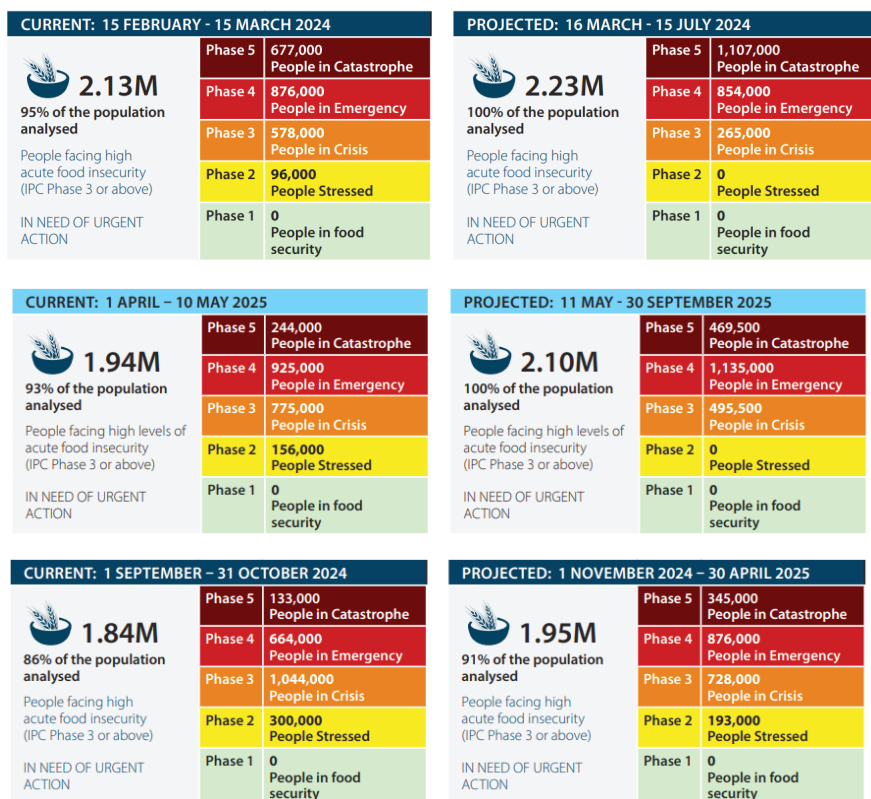 CURRENT: 15 FEBRUARY - 15 MARCH 2024
2.13M
95% of the population
analysed
People facing high
acute food insecurity
(IPC Phase 3 or above)
IN NEED OF URGENT
ACTION
Phase 5 677,000
People in Catastrophe
Phase 4 876,000
People in Emergency
Phase 3 578,000
People in Crisis
Phase 2 96,000
People Stressed
Phase 1 0
People in food
security
PROJECTED: 16 MARCH - 15 JULY 2024
2.23M
100% of the population
analysed
People facing high
acute food insecurity
(IPC Phase 3 or above)
IN NEED OF URGENT
ACTION
Phase 5 1,107,000
People in Catastrophe
Phase 4 854,000
People in Emergency
Phase 3 265,000
People in Crisis
Phase 2 0
People Stressed
Phase 1 0
People in food
security
CURRENT: 1 APRIL – 10 MAY 2025
1.94M
93% of the population
analysed
People facing high levels of
acute food insecurity
(IPC Phase 3 or above)
IN NEED OF URGENT
ACTION
Phase 5 244,000
People in Catastrophe
Phase 4 925,000
People in Emergency
Phase 3 775,000
People in Crisis
Phase 2 156,000
People Stressed
Phase 1 0
People in food
security
PROJECTED: 11 MAY - 30 SEPTEMBER 2025
2.10M
100% of the population
analysed
People facing high levels of
acute food insecurity
(IPC Phase 3 or above)
IN NEED OF URGENT
ACTION
Phase 5 469,500
People in Catastrophe
Phase 4 1,135,000
People in Emergency
Phase 3 495,500
People in Crisis
Phase 2 0
People Stressed
Phase 1 0
People in food
security
CURRENT: 1 SEPTEMBER – 31 OCTOBER 2024
1.84M
86% of the population
analysed
People facing high
acute food insecurity
(IPC Phase 3 or above)
IN NEED OF URGENT
ACTION
Phase 5 133,000
People in Catastrophe
Phase 4 664,000
People in Emergency
Phase 3 1,044,000
People in Crisis
Phase 2 300,000
People Stressed
Phase 1 0
People in food
security
PROJECTED: 1 NOVEMBER 2024 – 30 APRIL 2025
1.95M
91% of the population
analysed
People facing high
acute food insecurity
(IPC Phase 3 or above)
IN NEED OF URGENT
ACTION
Phase 5 345,000
People in Catastrophe
Phase 4 876,000
People in Emergency
Phase 3 728,000
People in Crisis
Phase 2 193,000
People Stressed
Phase 1 0
People in food
security